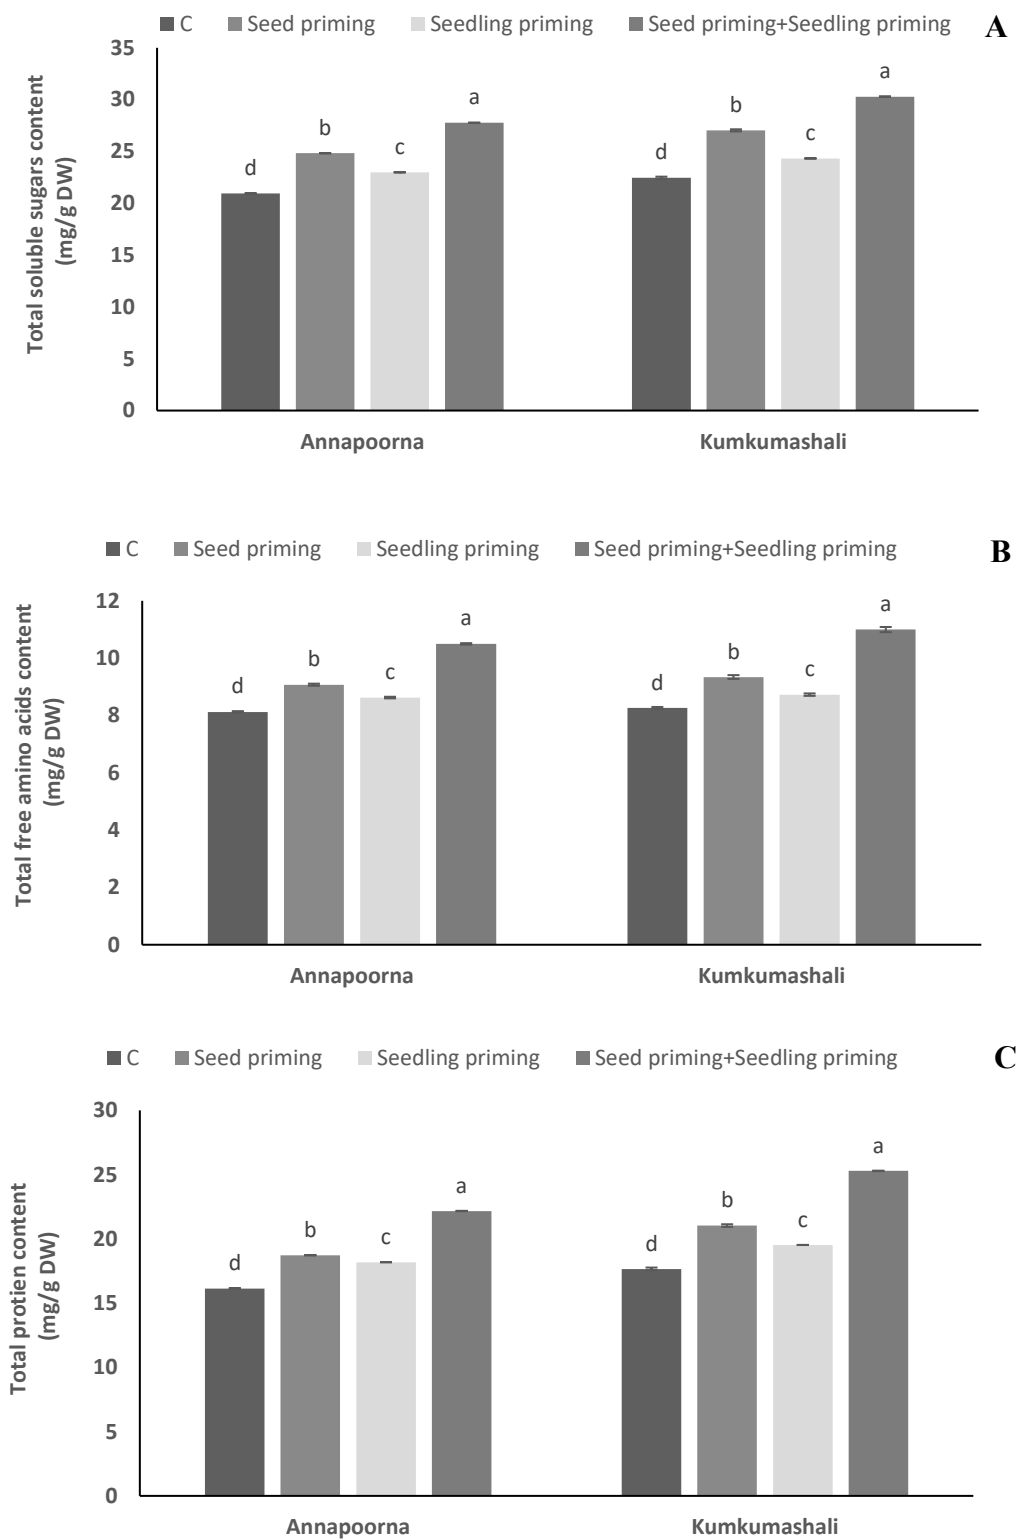 C Seed priming Seedling priming Seed priming+Seedling priming A
Total soluble sugars content
(mg/g DW)
35
30
25
20
15
10
5
0
d b c a d b c a
Annapoorna Kumkumashali
C Seed priming Seedling priming Seed priming+Seedling priming B
Total free amino acids content
(mg/g DW)
12
10
8
6
4
2
0
d b c a d b c a
Annapoorna Kumkumashali
C Seed priming Seedling priming Seed priming+Seedling priming C
Total protien content
(mg/g DW)
30
25
20
15
10
5
0
d b c a d b c a
Annapoorna Kumkumashali